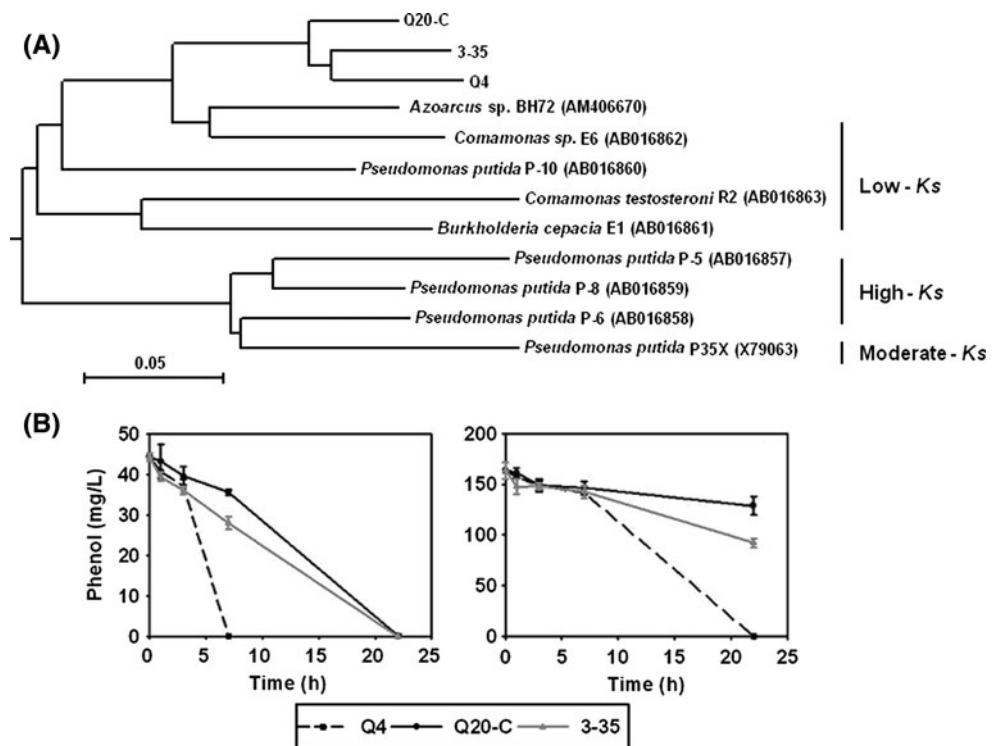 (A)
Q20-C
3-35
Q4
Azoarcus sp. BH72 (AM406670)
Comamonas sp. E6 (AB016862)
Pseudomonas putida P-10 (AB016860)
Comamonas testosteroni R2 (AB016863)
Burkholderia cepacia E1 (AB016861)
Pseudomonas putida P-5 (AB016857)
Pseudomonas putida P-8 (AB016859)
Pseudomonas putida P-6 (AB016858)
Pseudomonas putida P35X (X79063)
Low - Ks
High - Ks
Moderate - Ks
0.05
(B)
Phenol (mg/L)
50
40
30
20
10
0
0 5 10 15 20 25
Time (h)
200
150
100
50
0
0 5 10 15 20 25
Time (h)
Q4 Q20-C 3-35